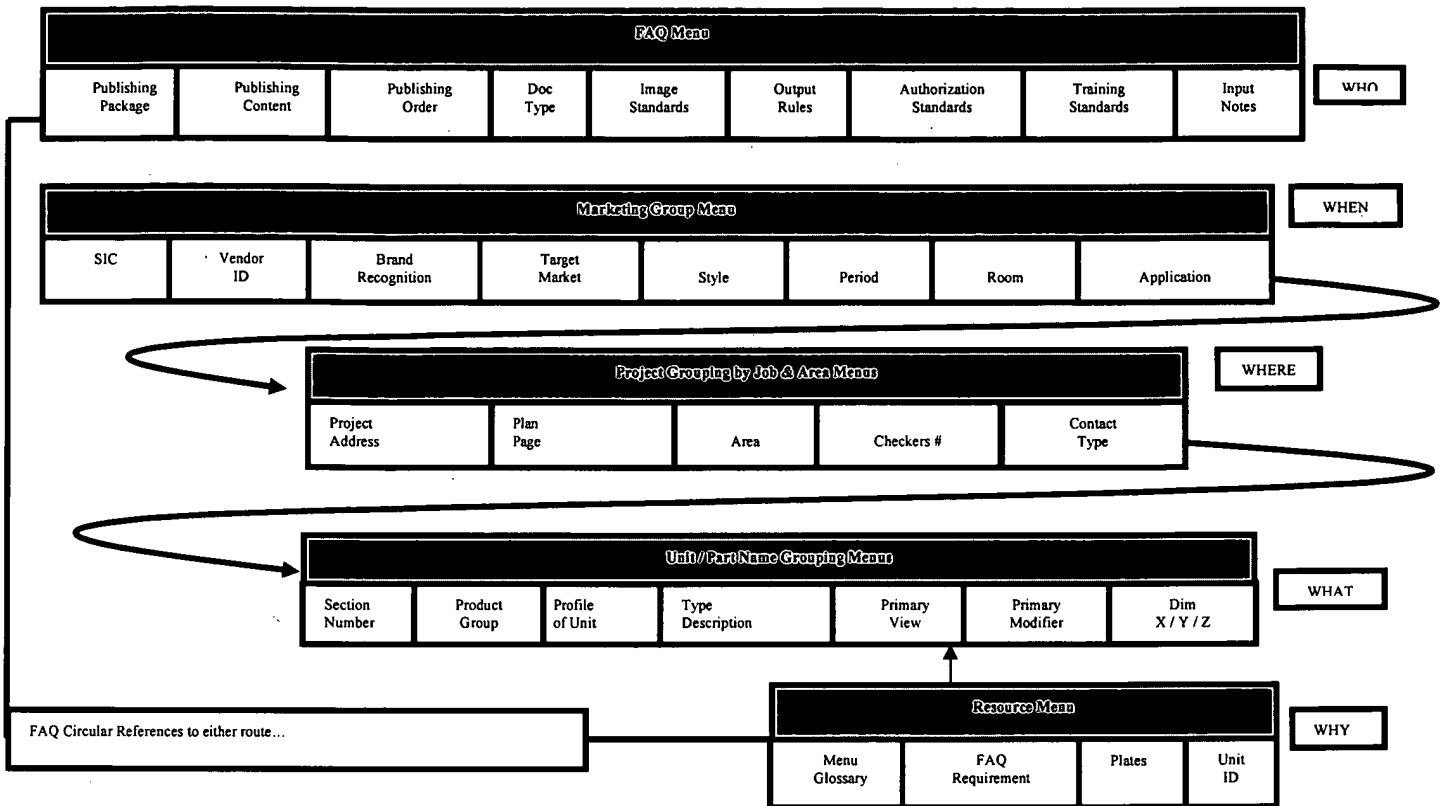 FAQ Menu
Publishing Package
Publishing Content
Publishing Order
Doc Type
Image Standards
Output Rules
Authorization Standards
Training Standards
Input Notes
WHO
Marketing Group Menu
WHEN
SIC
Vendor ID
Brand Recognition
Target Market
Style
Period
Room
Application
Project Grouping by Job & Area Menus
WHERE
Project Address
Plan Page
Area
Checkers #
Contact Type
Unit / Part Name Grouping Menus
WHAT
Section Number
Product Group
Profile of Unit
Type Description
Primary View
Primary Modifier
Dim X / Y / Z
Resource Menu
WHY
FAQ Circular References to either route...
Menu Glossary
FAQ Requirement
Plates
Unit ID